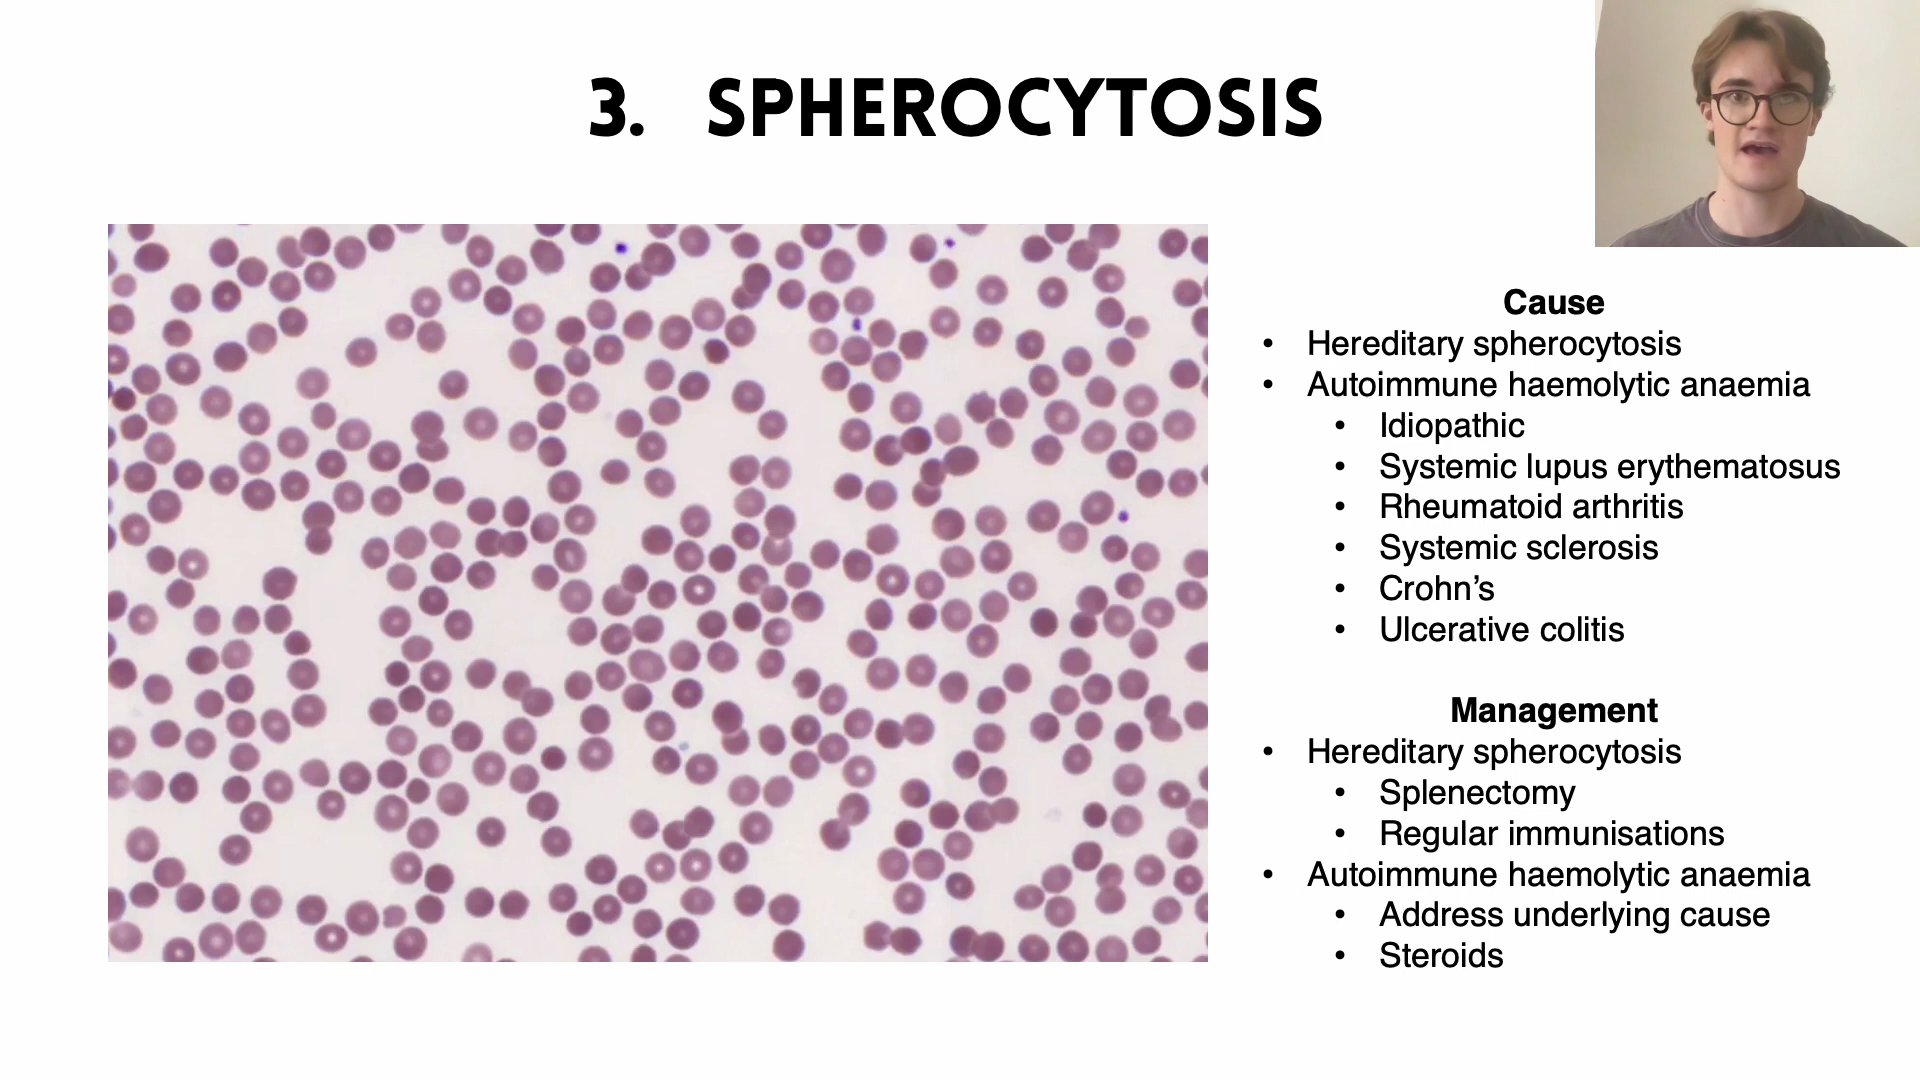 3. SPHEROCYTOSIS
Cause
• Hereditary spherocytosis
• Autoimmune haemolytic anaemia
• Idiopathic
• Systemic lupus erythematosus
• Rheumatoid arthritis
• Systemic sclerosis
• Crohn’s
• Ulcerative colitis
Management
• Hereditary spherocytosis
• Splenectomy
• Regular immunisations
• Autoimmune haemolytic anaemia
• Address underlying cause
• Steroids